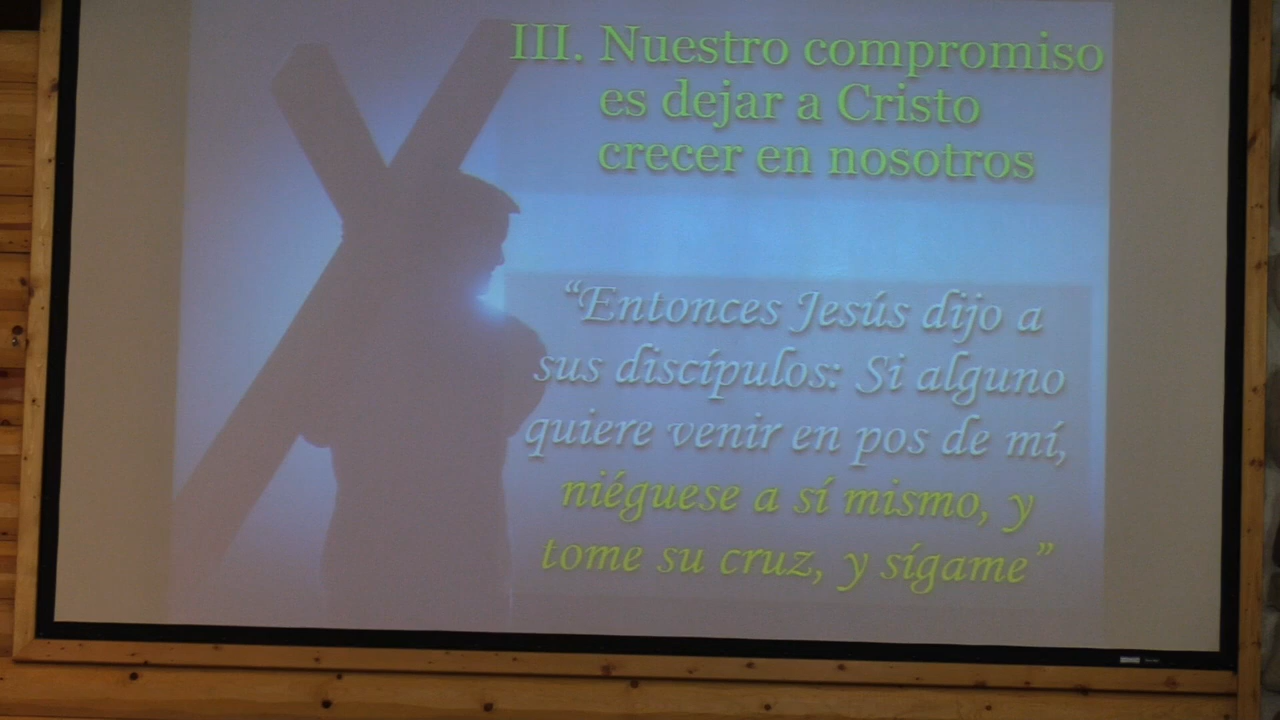 III. Nuestro compromiso
es dejar a Cristo
crecer en nosotros
“Entonces Jesús dijo a
sus discípulos: Si alguno
quiere venir en pos de mí,
niéguese a sí mismo, y
tome su cruz, y sígame”